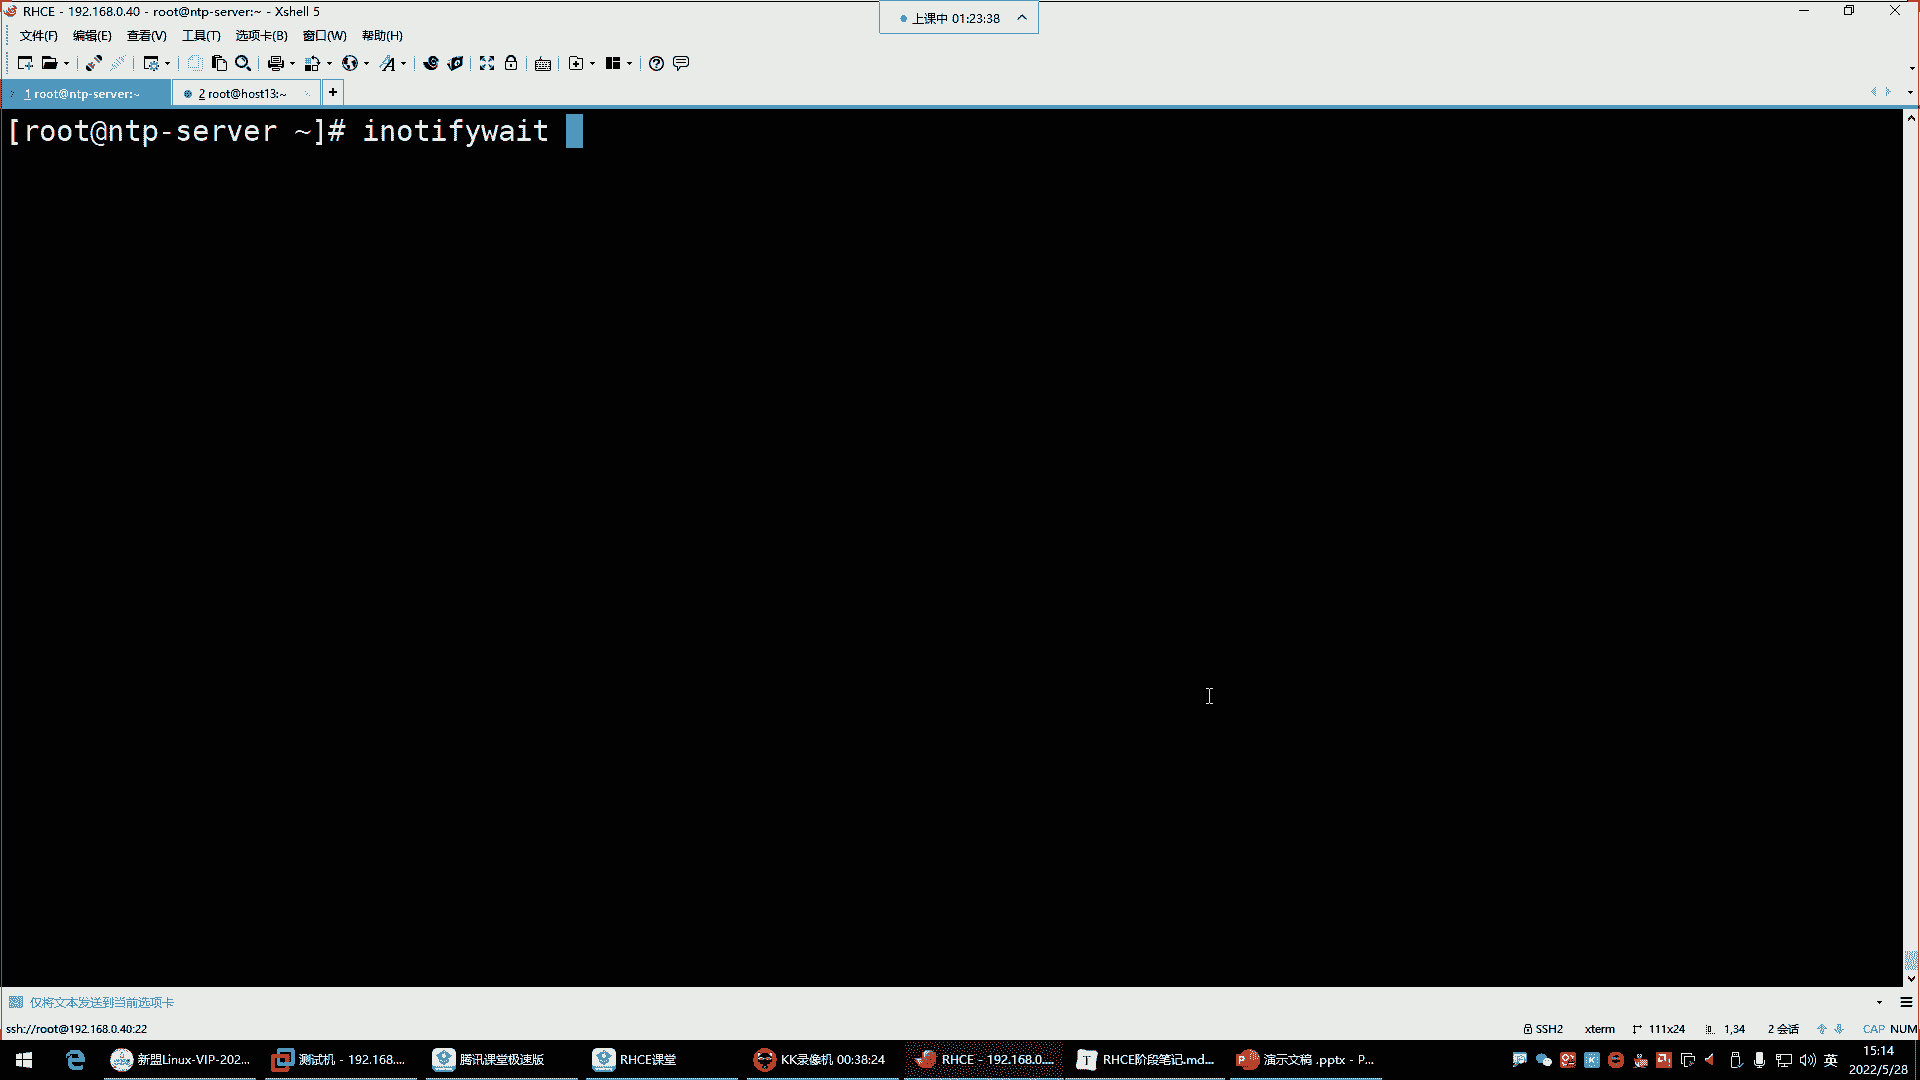 RHCE - 192.168.0.40 - root@ntp-server:~ - Xshell 5
上课中 01:23:38
文件(F) 编辑(E) 查看(V) 工具(T) 选项卡(B) 窗口(W) 帮助(H)
1 root@ntp-server:~ 2 root@host13:~ +
[root@ntp-server ~]# inotifywait
仅将文本发送到当前选项卡
ssh://root@192.168.0.40:22 SSH2 xterm 111x24 1,34 2 会话 CAP NUM
新盟Linux-VIP-202... 测试机 - 192.168.... 腾讯课堂极速版 RHCE课堂 KK录像机 00:38:24 RHCE - 192.168.0.... RHCE阶段笔记.md... 演示文稿 .pptx - P... 英 15:14
2022/5/28